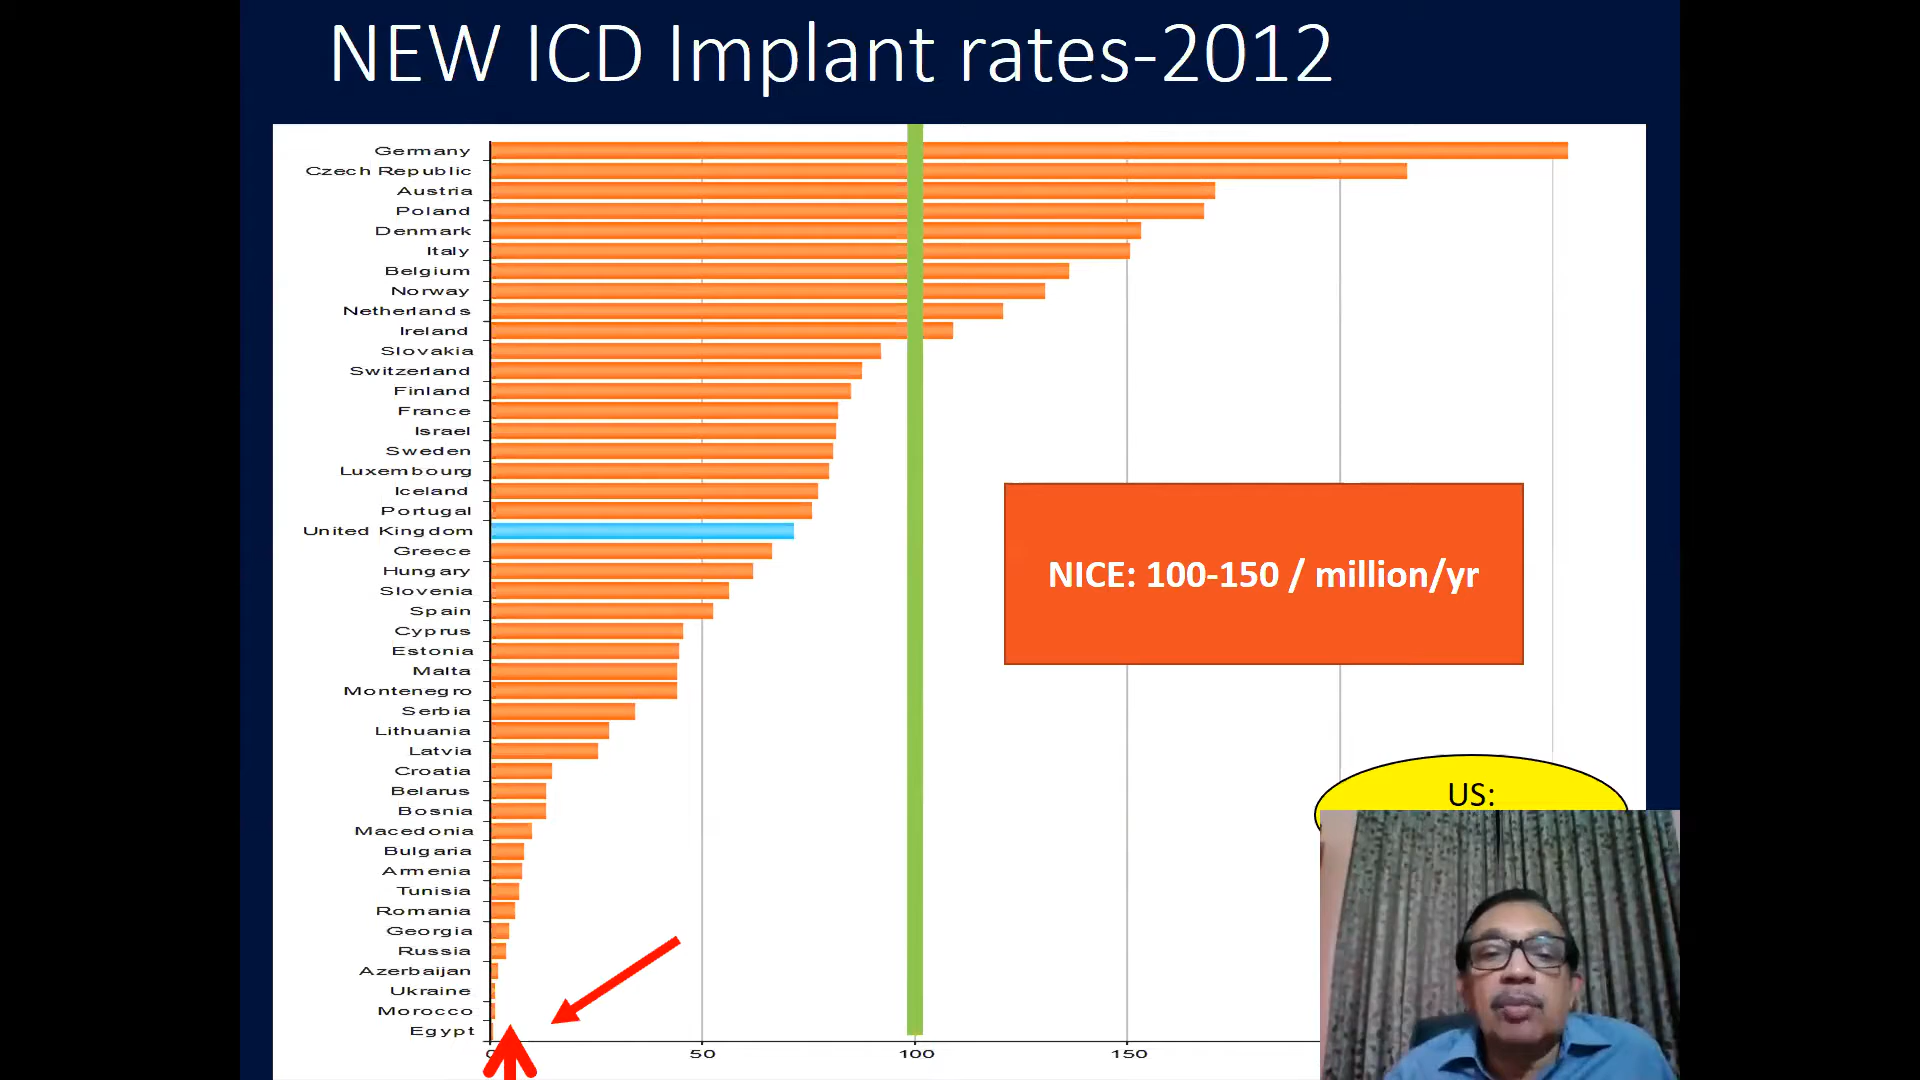 NEW ICD Implant rates-2012
Germany
Czech Republic
Austria
Poland
Denmark
Italy
Belgium
Norway
Netherlands
Ireland
Slovakia
Switzerland
Finland
France
Israel
Sweden
Luxembourg
Iceland
Portugal
United Kingdom
Greece
Hungary
Slovenia
Spain
Cyprus
Estonia
Malta
Montenegro
Serbia
Lithuania
Latvia
Croatia
Belarus
Bosnia
Macedonia
Bulgaria
Armenia
Tunisia
Romania
Georgia
Russia
Azerbaijan
Ukraine
Morocco
Egypt
0 50 100 150
NICE: 100-150 / million/yr
US: